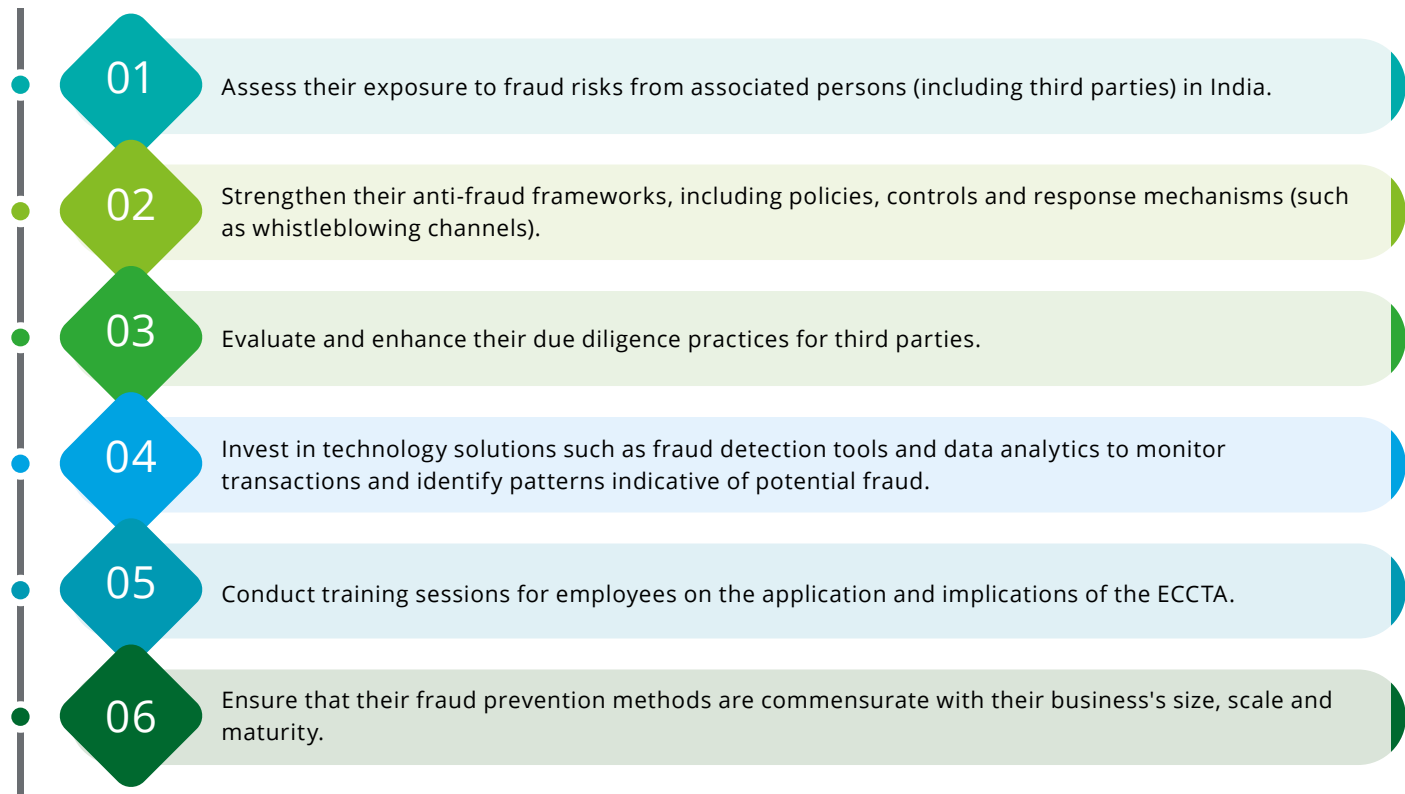 01
Assess their exposure to fraud risks from associated persons (including third parties) in India.
02
Strengthen their anti-fraud frameworks, including policies, controls and response mechanisms (such
as whistleblowing channels).
03
Evaluate and enhance their due diligence practices for third parties.
04
Invest in technology solutions such as fraud detection tools and data analytics to monitor
transactions and identify patterns indicative of potential fraud.
05
Conduct training sessions for employees on the application and implications of the ECCTA.
06
Ensure that their fraud prevention methods are commensurate with their business's size, scale and
maturity.